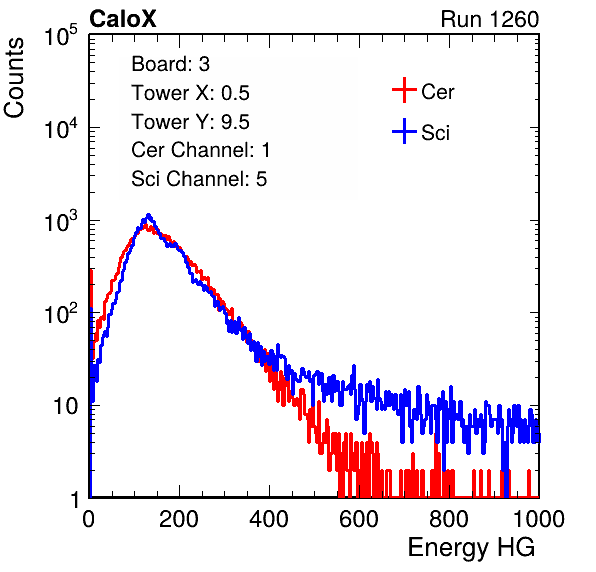 CaloX Run 1260
Counts
Board: 3
Tower X: 0.5
Tower Y: 9.5
Cer Channel: 1
Sci Channel: 5
Cer
Sci
10^5
10^4
10^3
10^2
10
1
0 200 400 600 800 1000
Energy HG